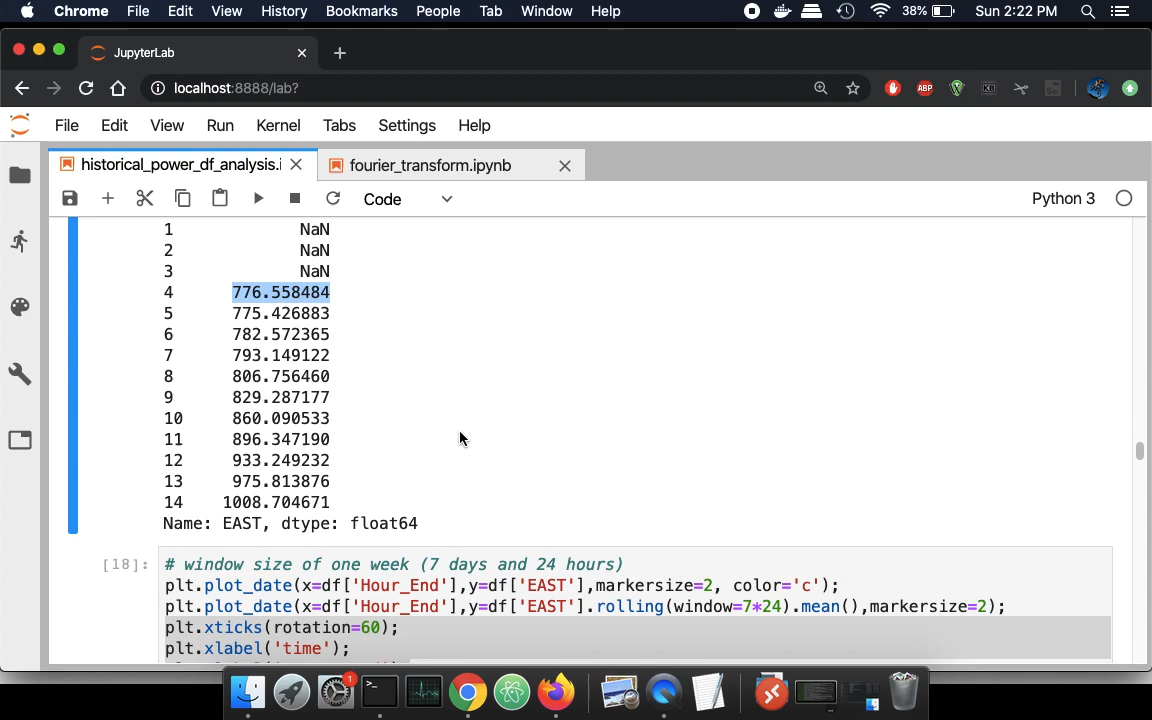 Chrome File Edit View History Bookmarks People Tab Window Help 38% Sun 2:22 PM
JupyterLab
localhost:8888/lab?
ABP
File Edit View Run Kernel Tabs Settings Help
historical_power_df_analysis.i fourier_transform.ipynb
Code Python 3
1 NaN
2 NaN
3 NaN
4 776.558484
5 775.426883
6 782.572365
7 793.149122
8 806.756460
9 829.287177
10 860.090533
11 896.347190
12 933.249232
13 975.813876
14 1008.704671
Name: EAST, dtype: float64
[18]: # window size of one week (7 days and 24 hours)
plt.plot_date(x=df['Hour_End'],y=df['EAST'],markersize=2, color='c');
plt.plot_date(x=df['Hour_End'],y=df['EAST'].rolling(window=7*24).mean(),markersize=2);
plt.xticks(rotation=60);
plt.xlabel('time');
1